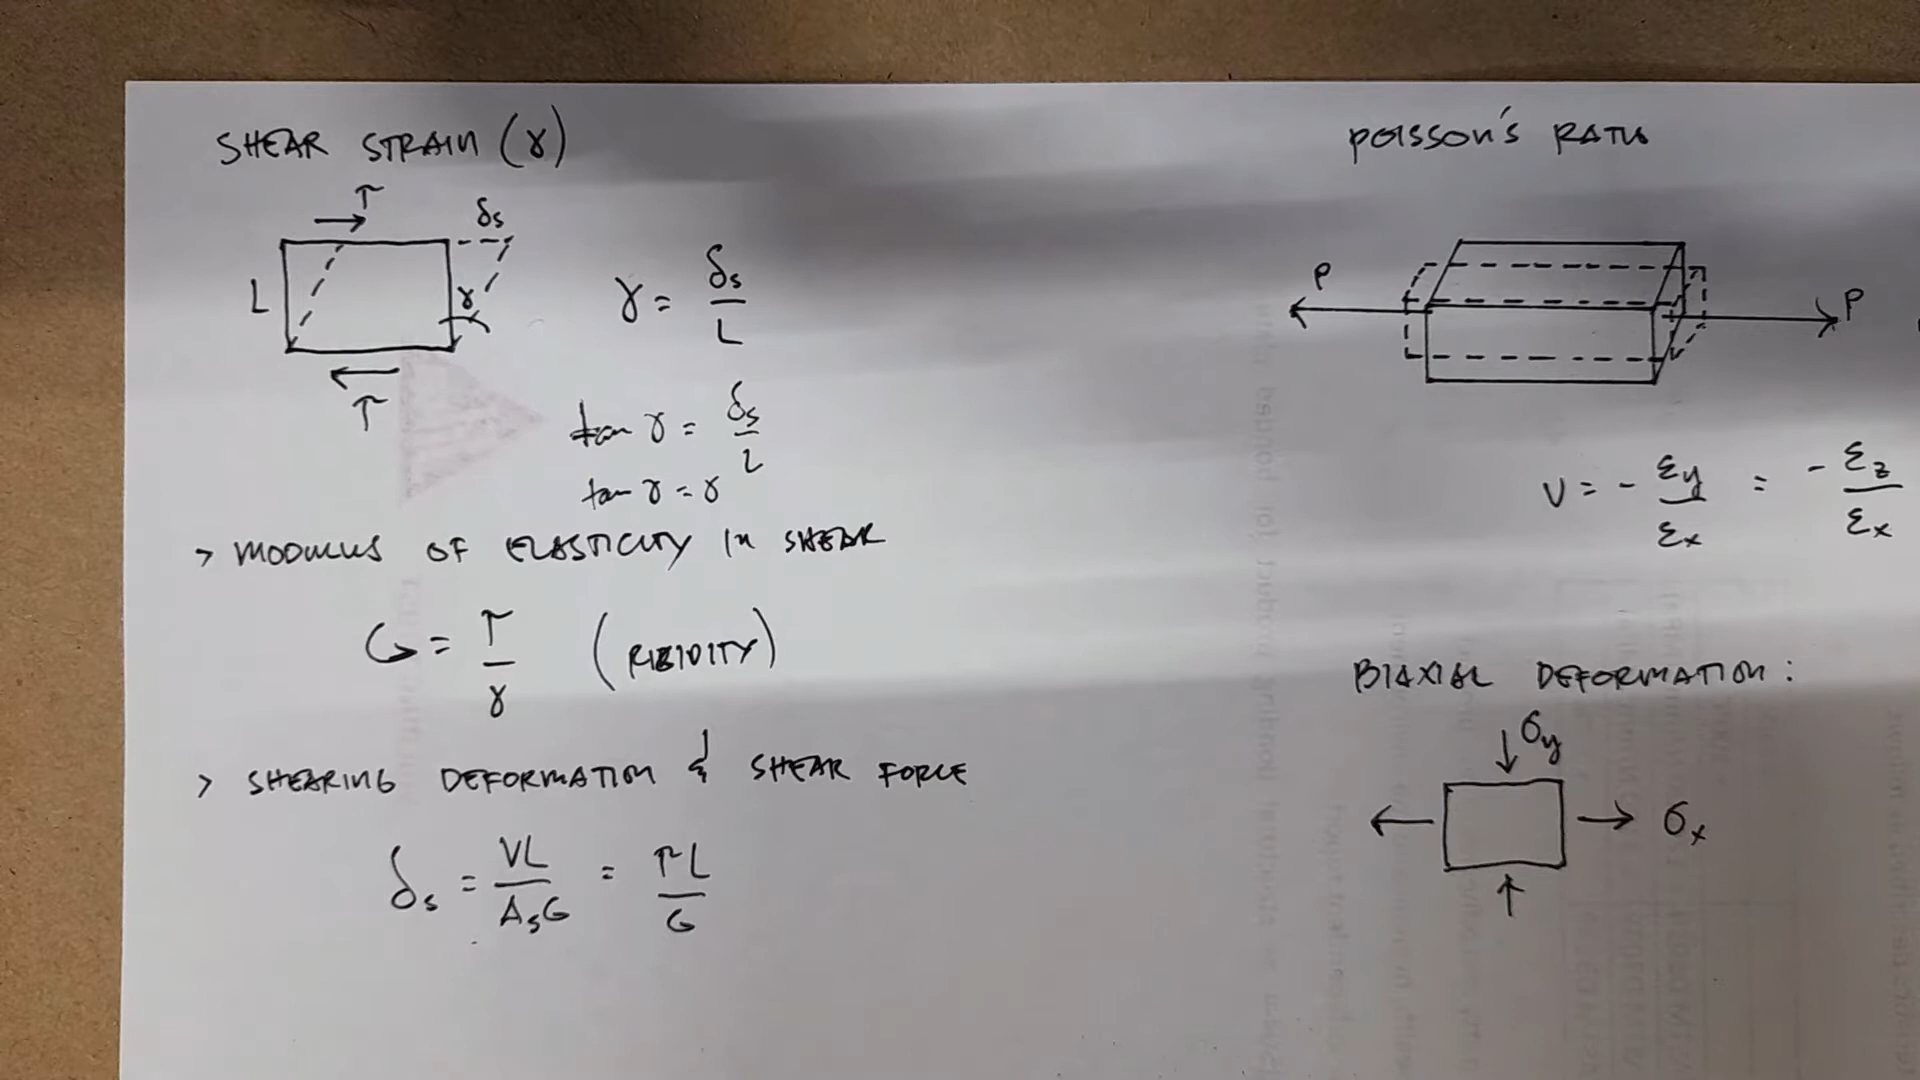 SHEAR STRAIN (γ)
τ
δs
L
γ
τ
γ = δs / L
tan γ = δs / L
tan γ = γ
> MODULUS OF ELASTICITY IN SHEAR
G = τ / γ (RIGIDITY)
> SHEARING DEFORMATION & SHEAR FORCE
δs = VL / AsG = τL / G
POISSON'S RATIO
P
P
ν = - εy / εx = - εz / εx
BIAXIAL DEFORMATION:
σy
σx